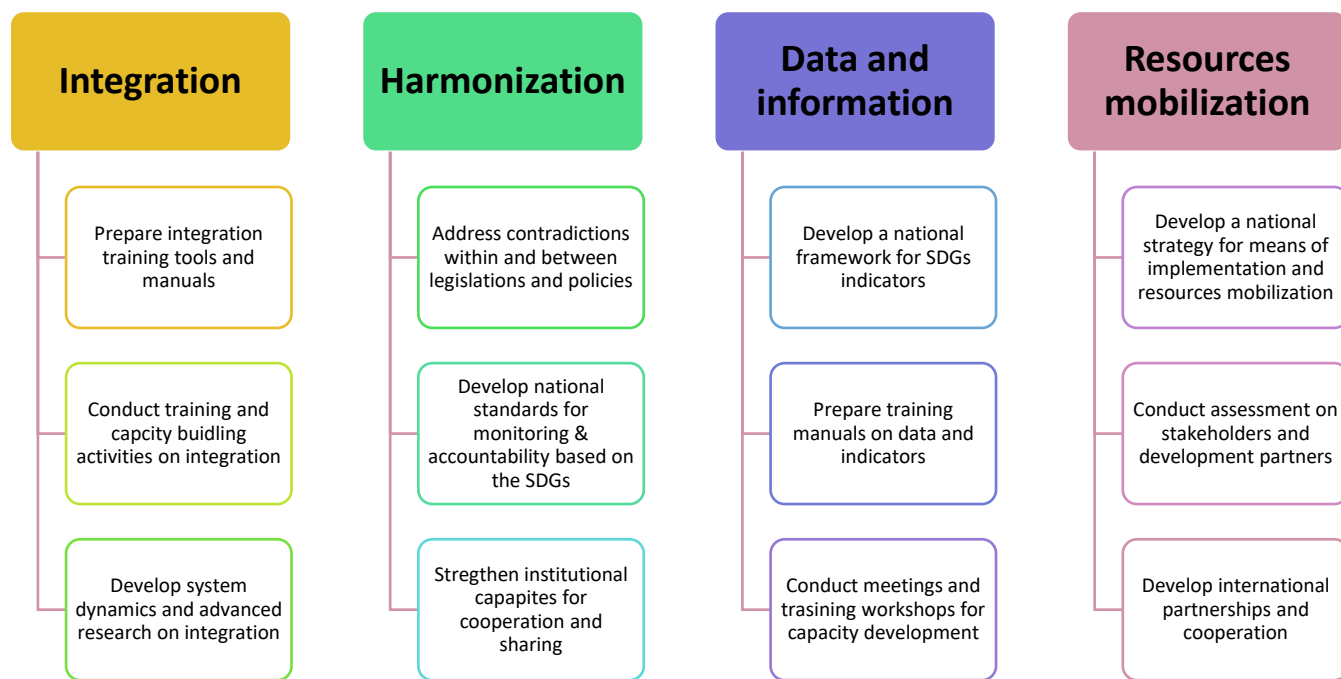 Integration
Prepare integration
training tools and
manuals
Conduct training and
capcity buidling
activities on integration
Develop system
dynamics and advanced
research on integration
Harmonization
Address contradictions
within and between
legislations and policies
Develop national
standards for
monitoring &
accountability based on
the SDGs
Stregthen institutional
capapites for
cooperation and
sharing
Data and
information
Develop a national
framework for SDGs
indicators
Prepare training
manuals on data and
indicators
Conduct meetings and
trasining workshops for
capacity development
Resources
mobilization
Develop a national
strategy for means of
implementation and
resources mobilization
Conduct assessment on
stakeholders and
development partners
Develop international
partnerships and
cooperation